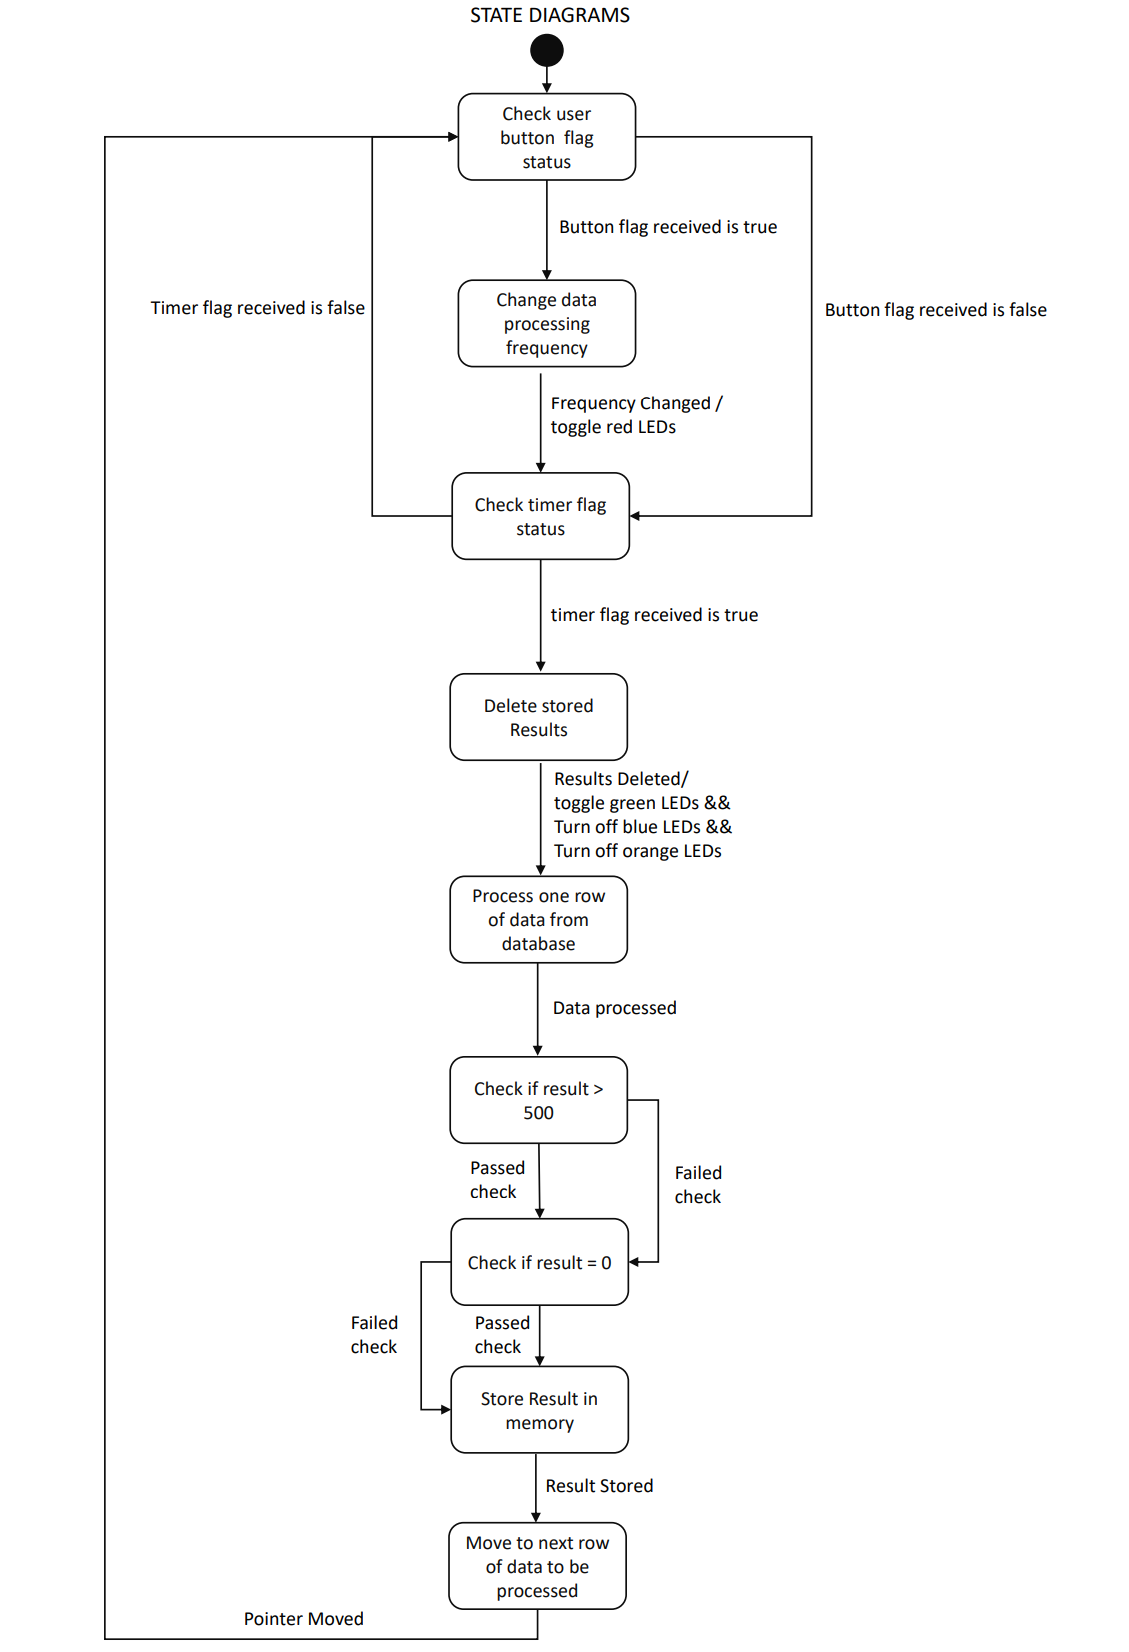 STATE DIAGRAMS
Check user
button flag
status
Button flag received is true
Timer flag received is false
Button flag received is false
Change data
processing
frequency
Frequency Changed /
toggle red LEDs
Check timer flag
status
timer flag received is true
Delete stored
Results
Results Deleted/
toggle green LEDs &&
Turn off blue LEDs &&
Turn off orange LEDs
Process one row
of data from
database
Data processed
Check if result >
500
Passed
check
Failed
check
Check if result = 0
Failed
check
Passed
check
Store Result in
memory
Result Stored
Move to next row
of data to be
processed
Pointer Moved